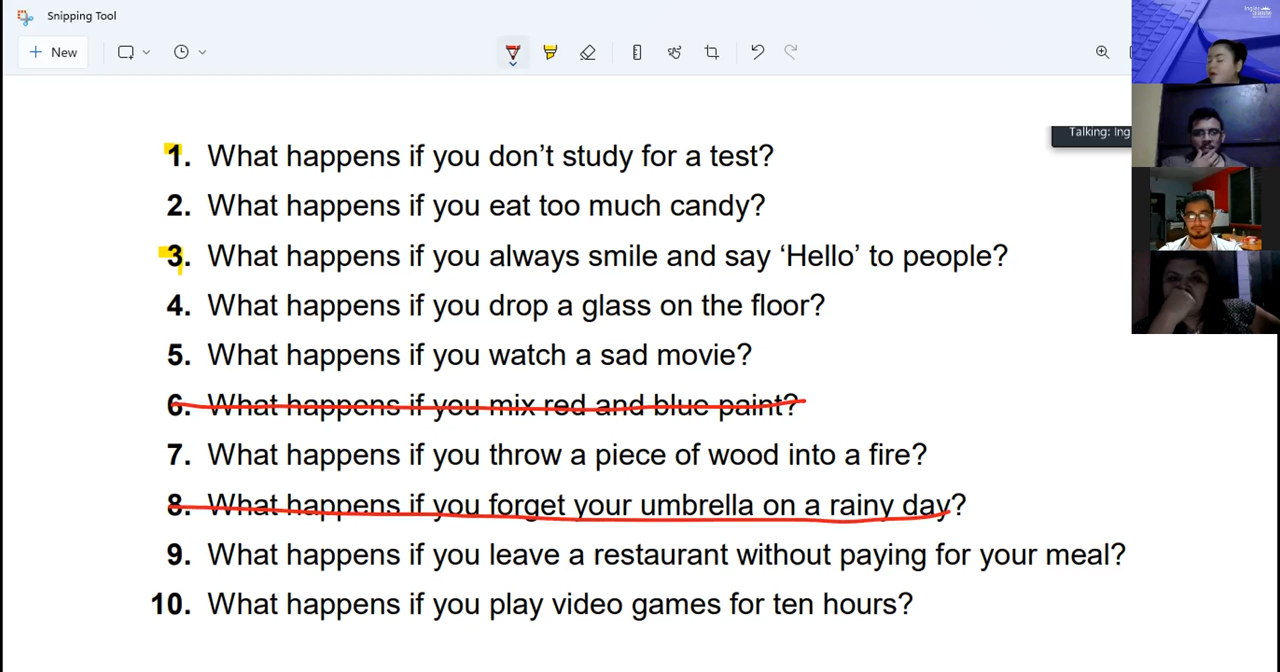 Snipping Tool
New
Talking: Ing
1. What happens if you don’t study for a test?
2. What happens if you eat too much candy?
3. What happens if you always smile and say ‘Hello’ to people?
4. What happens if you drop a glass on the floor?
5. What happens if you watch a sad movie?
6. What happens if you mix red and blue paint?
7. What happens if you throw a piece of wood into a fire?
8. What happens if you forget your umbrella on a rainy day?
9. What happens if you leave a restaurant without paying for your meal?
10. What happens if you play video games for ten hours?